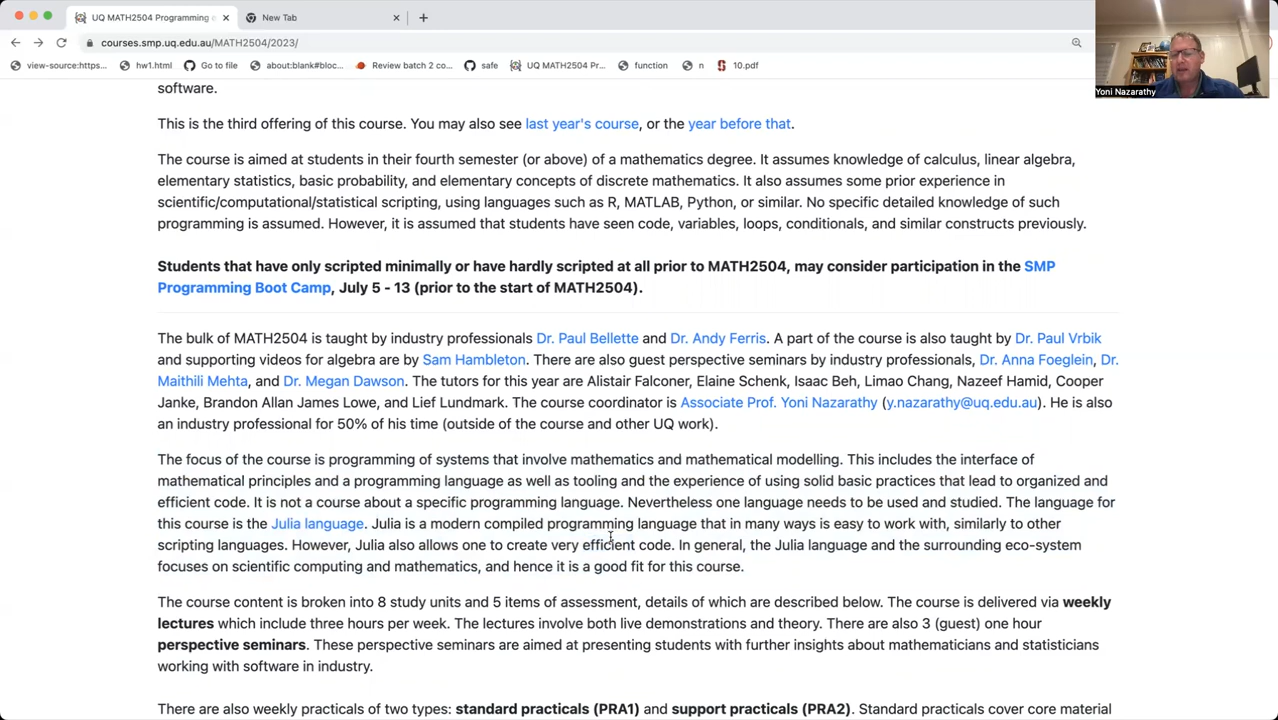 UQ MATH2504 Programming o
New Tab
courses.smp.uq.edu.au/MATH2504/2023/
view-source:https...
hw1.html
Go to file
about:blank#bloc...
Review batch 2 co...
safe
UQ MATH2504 Pr...
function
n
10.pdf
Yoni Nazarathy
software.
This is the third offering of this course. You may also see last year's course, or the year before that.
The course is aimed at students in their fourth semester (or above) of a mathematics degree. It assumes knowledge of calculus, linear algebra,
elementary statistics, basic probability, and elementary concepts of discrete mathematics. It also assumes some prior experience in
scientific/computational/statistical scripting, using languages such as R, MATLAB, Python, or similar. No specific detailed knowledge of such
programming is assumed. However, it is assumed that students have seen code, variables, loops, conditionals, and similar constructs previously.
Students that have only scripted minimally or have hardly scripted at all prior to MATH2504, may consider participation in the SMP
Programming Boot Camp, July 5 - 13 (prior to the start of MATH2504).
The bulk of MATH2504 is taught by industry professionals Dr. Paul Bellette and Dr. Andy Ferris. A part of the course is also taught by Dr. Paul Vrbik
and supporting videos for algebra are by Sam Hambleton. There are also guest perspective seminars by industry professionals, Dr. Anna Foeglein, Dr.
Maithili Mehta, and Dr. Megan Dawson. The tutors for this year are Alistair Falconer, Elaine Schenk, Isaac Beh, Limao Chang, Nazeef Hamid, Cooper
Janke, Brandon Allan James Lowe, and Lief Lundmark. The course coordinator is Associate Prof. Yoni Nazarathy (y.nazarathy@uq.edu.au). He is also
an industry professional for 50% of his time (outside of the course and other UQ work).
The focus of the course is programming of systems that involve mathematics and mathematical modelling. This includes the interface of
mathematical principles and a programming language as well as tooling and the experience of using solid basic practices that lead to organized and
efficient code. It is not a course about a specific programming language. Nevertheless one language needs to be used and studied. The language for
this course is the Julia language. Julia is a modern compiled programming language that in many ways is easy to work with, similarly to other
scripting languages. However, Julia also allows one to create very efficient code. In general, the Julia language and the surrounding eco-system
focuses on scientific computing and mathematics, and hence it is a good fit for this course.
The course content is broken into 8 study units and 5 items of assessment, details of which are described below. The course is delivered via weekly
lectures which include three hours per week. The lectures involve both live demonstrations and theory. There are also 3 (guest) one hour
perspective seminars. These perspective seminars are aimed at presenting students with further insights about mathematicians and statisticians
working with software in industry.
There are also weekly practicals of two types: standard practicals (PRA1) and support practicals (PRA2). Standard practicals cover core material